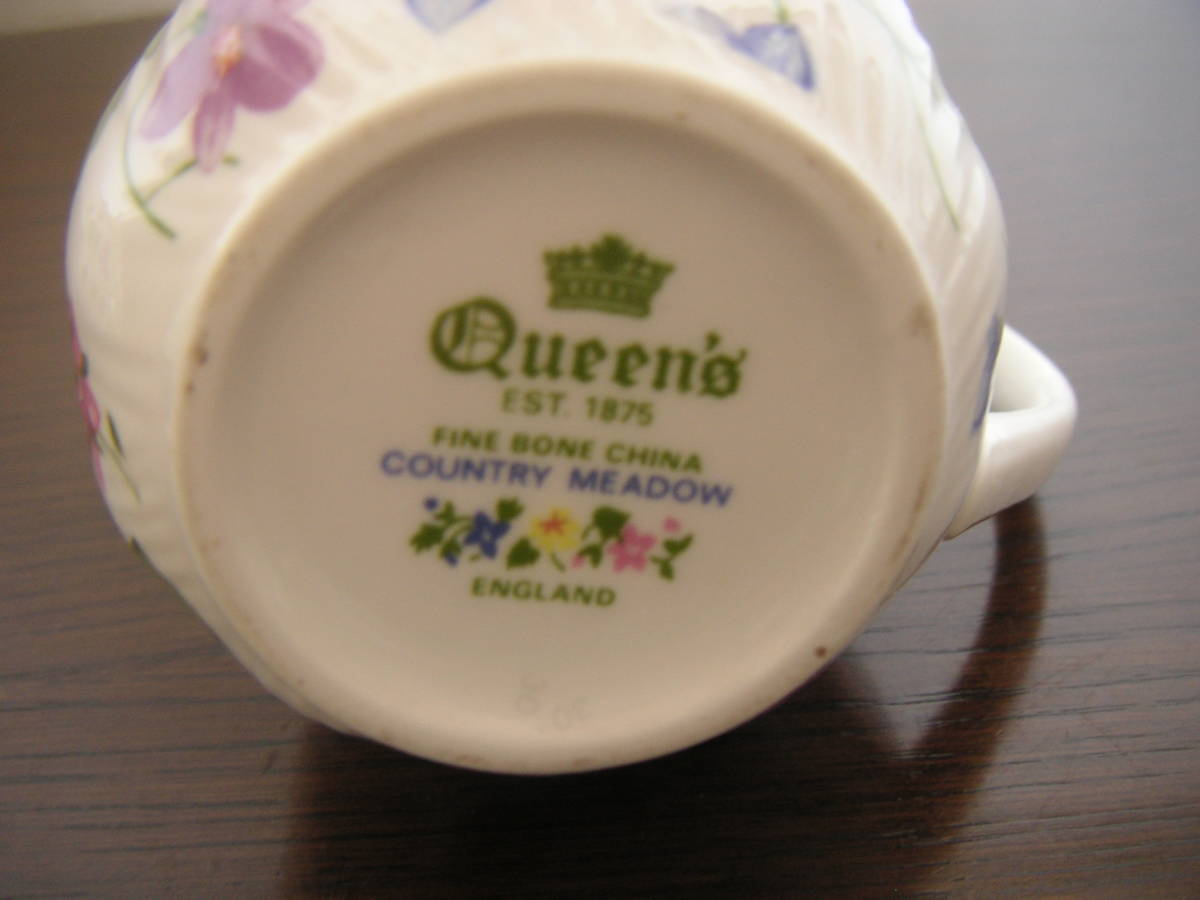 Queen's
EST. 1875
FINE BONE CHINA
COUNTRY MEADOW
ENGLAND